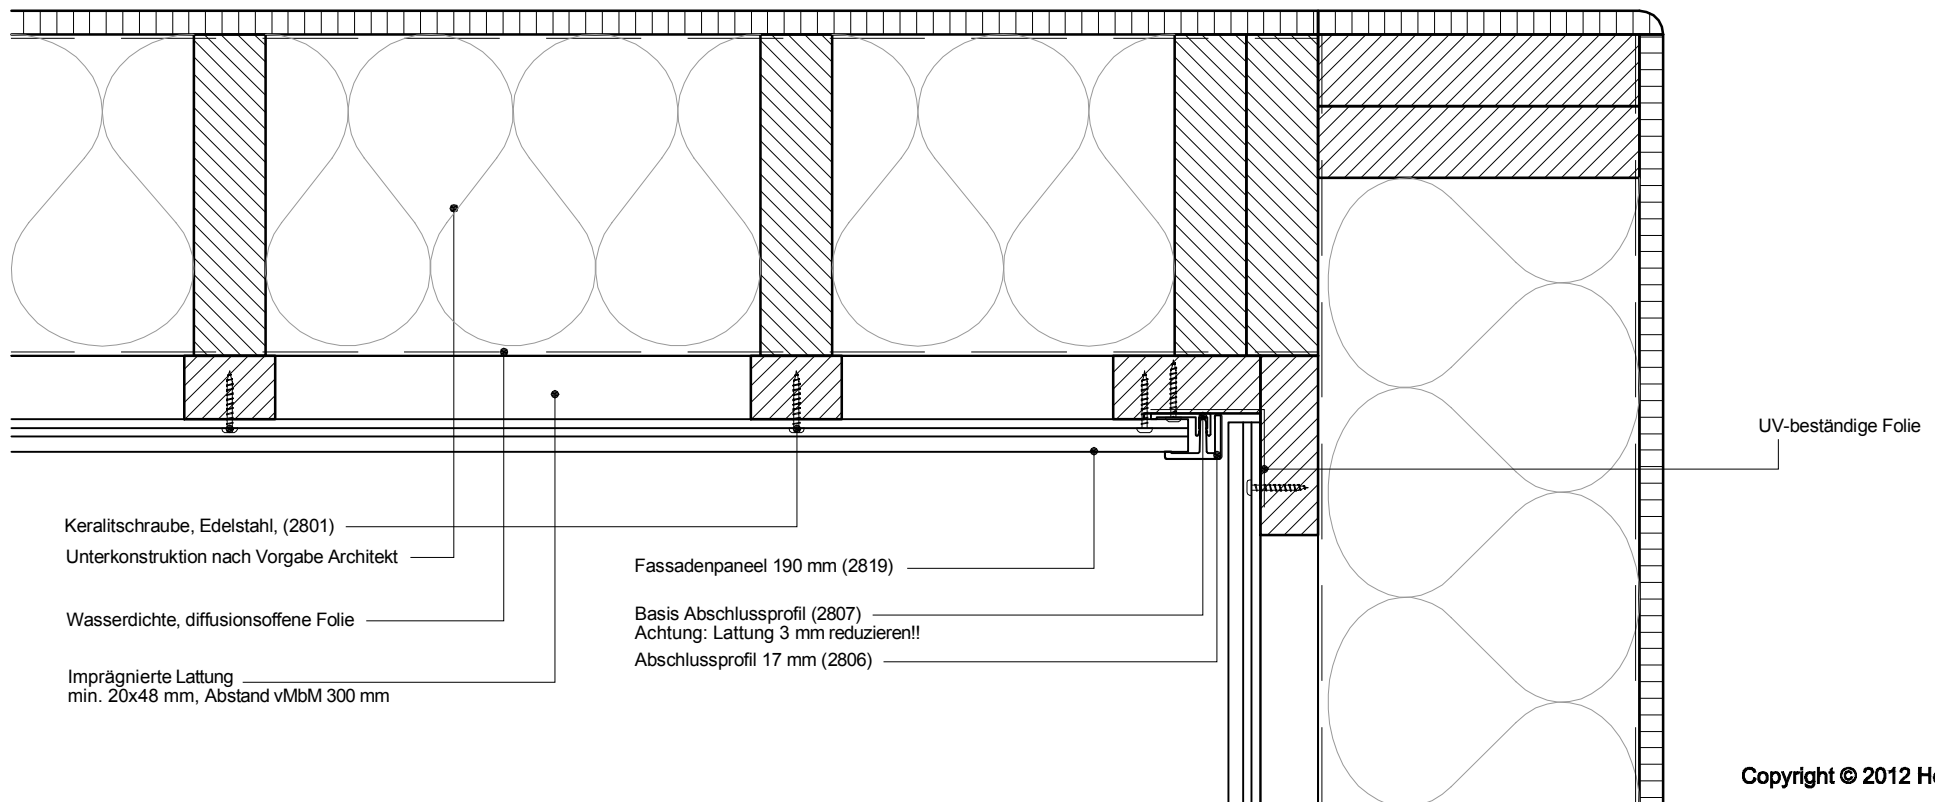 UV-beständige Folie
Keralitschraube, Edelstahl, (2801)
Unterkonstruktion nach Vorgabe Architekt
Wasserdichte, diffusionsoffene Folie
Imprägnierte Lattung
min. 20x48 mm, Abstand vMbM 300 mm
Fassadenpaneel 190 mm (2819)
Basis Abschlussprofil (2807)
Achtung: Lattung 3 mm reduzieren!!
Abschlussprofil 17 mm (2806)
Copyright © 2012